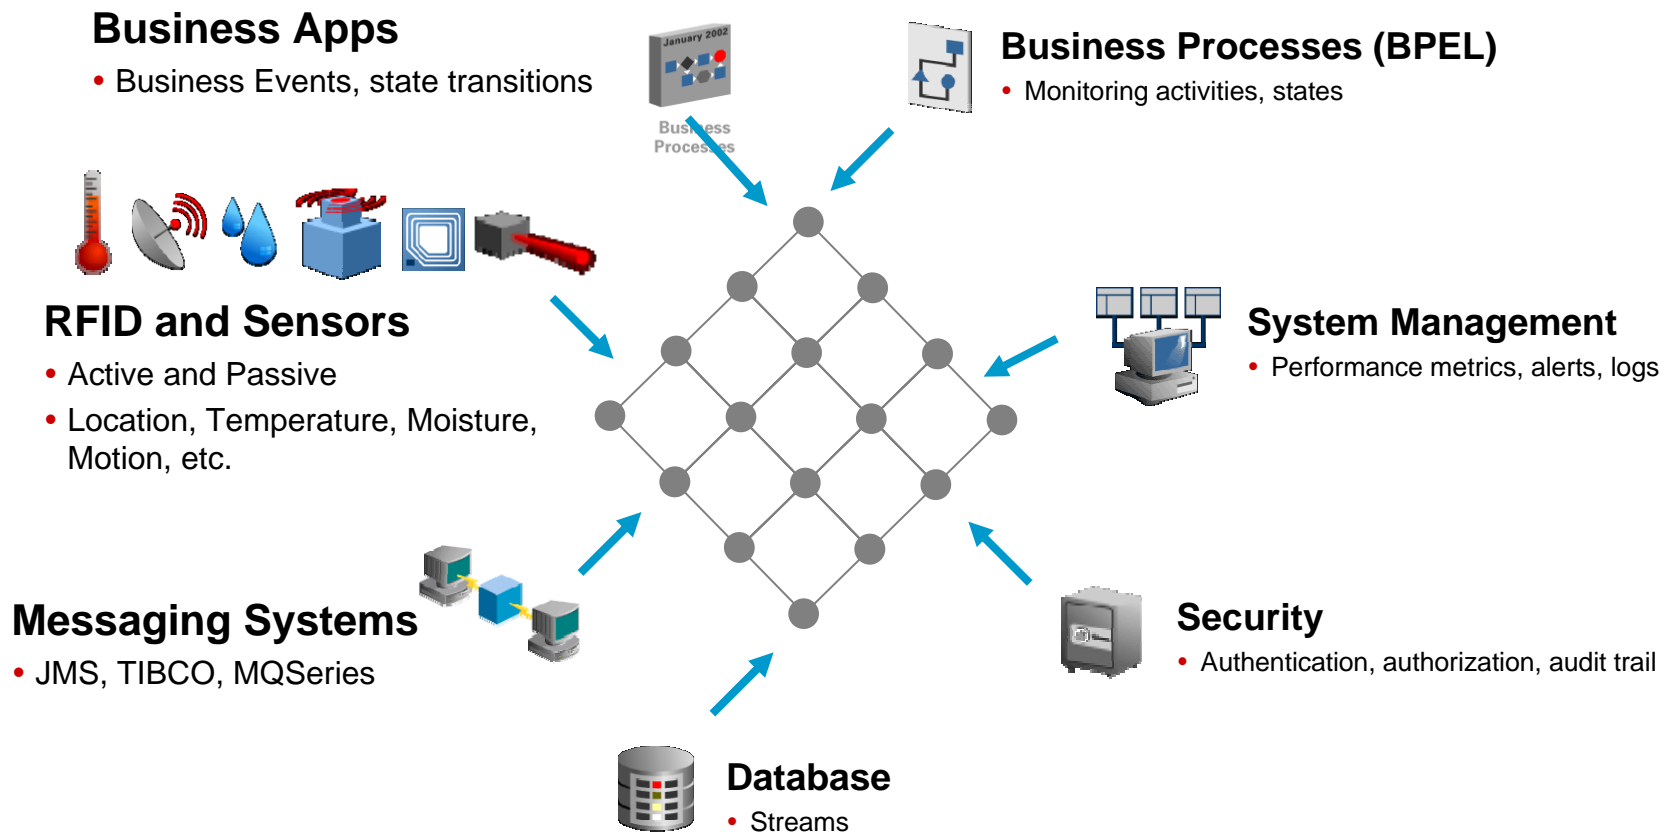 Business Apps
• Business Events, state transitions
January 2002
Business
Processes
Business Processes (BPEL)
• Monitoring activities, states
RFID and Sensors
• Active and Passive
• Location, Temperature, Moisture,
Motion, etc.
System Management
• Performance metrics, alerts, logs
Messaging Systems
• JMS, TIBCO, MQSeries
Security
• Authentication, authorization, audit trail
Database
• Streams